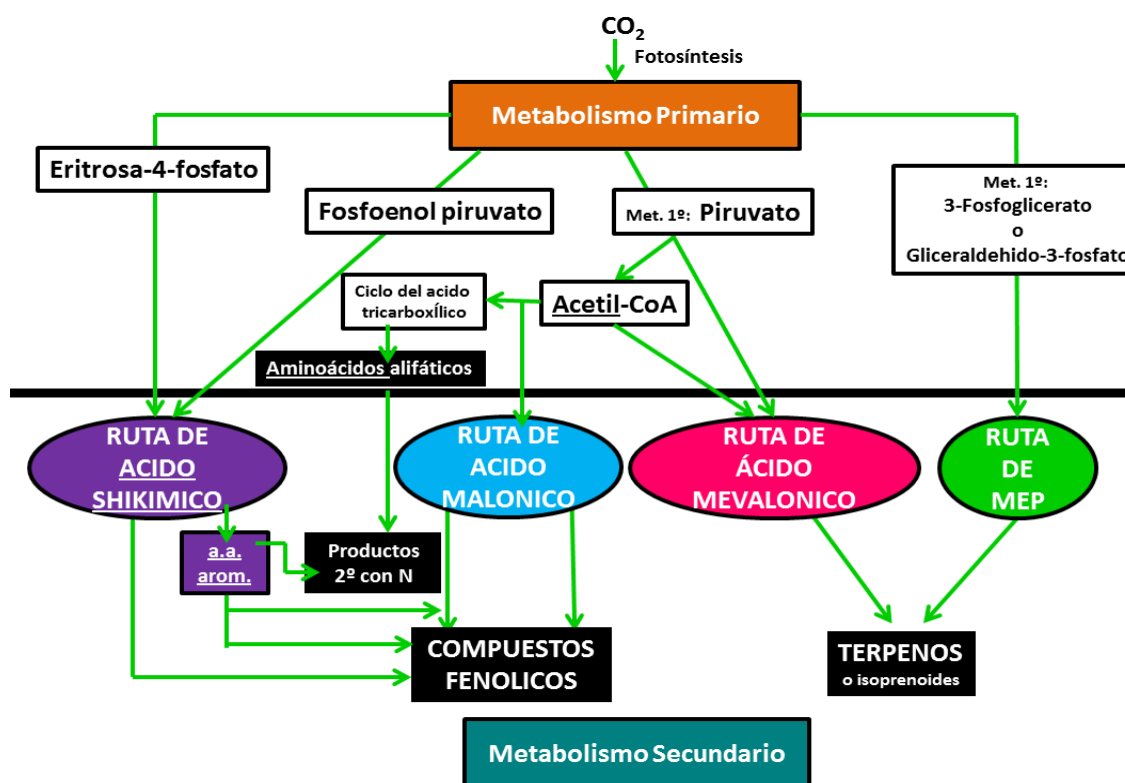 CO2
Fotosíntesis
Metabolismo Primario
Eritrosa-4-fosfato
Fosfoenol piruvato
Met. 1º: Piruvato
Met. 1º:
3-Fosfoglicerato
o
Gliceraldehido-3-fosfato
Ciclo del acido
tricarboxÍlico
Acetil-CoA
Aminoácidos alifáticos
RUTA DE
ACIDO
SHIKIMICO
RUTA DE
ACIDO
MALONICO
RUTA DE
ÁCIDO
MEVALONICO
RUTA
DE
MEP
a.a.
arom.
Productos
2º con N
COMPUESTOS
FENOLICOS
TERPENOS
o isoprenoides
Metabolismo Secundario